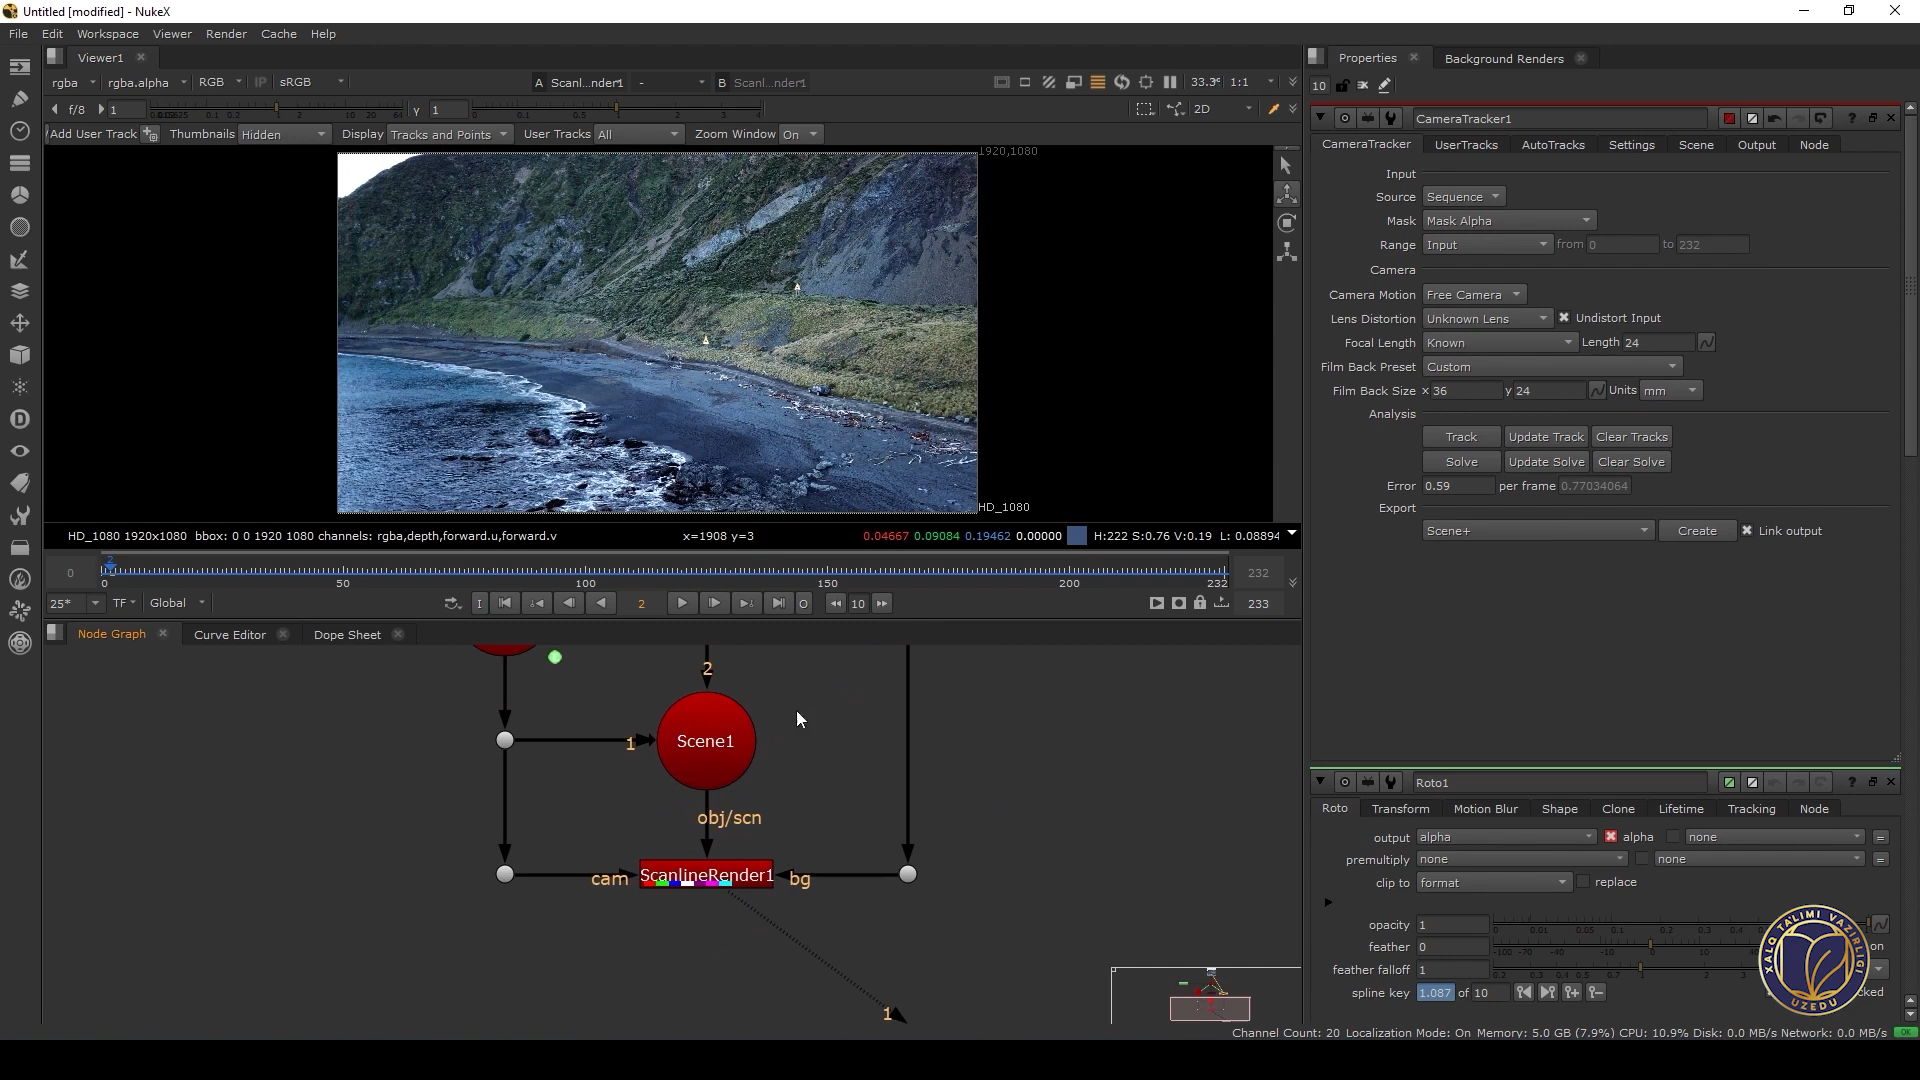 Untitled [modified] - NukeX
File Edit Workspace Viewer Render Cache Help
Viewer1
rgba rgba.alpha RGB IP sRGB A Scanl...nder1 - B Scanl...nder1 33.3 1:1
f/8 1 Y 1 2D
Add User Track Thumbnails Hidden Display Tracks and Points User Tracks All Zoom Window On
1920,1080
HD_1080
HD_1080 1920x1080 bbox: 0 0 1920 1080 channels: rgba,depth,forward.u,forward.v x=1908 y=3 0.04667 0.09084 0.19462 0.00000 H:222 S:0.76 V:0.19 L: 0.08894
2
0 232
0 50 100 150 200 232
25* TF Global I 2 O 10 233
Node Graph Curve Editor Dope Sheet
2
1 Scene1
obj/scn
cam ScanlineRender1 bg
1
Properties Background Renders
10
CameraTracker1
CameraTracker UserTracks AutoTracks Settings Scene Output Node
Input
Source Sequence
Mask Mask Alpha
Range Input from 0 to 232
Camera
Camera Motion Free Camera
Lens Distortion Unknown Lens Undistort Input
Focal Length Known Length 24
Film Back Preset Custom
Film Back Size x 36 y 24 Units mm
Analysis
Track Update Track Clear Tracks
Solve Update Solve Clear Solve
Error 0.59 per frame 0.77034064
Export
Scene+ Create Link output
Roto1
Roto Transform Motion Blur Shape Clone Lifetime Tracking Node
output alpha alpha none
premultiply none none
clip to format replace
opacity 1
feather 0 on
feather falloff 1
spline key 1.087 of 10 cked
XALQ TA'LIMI VAZIRLIGI
UZEDU
Channel Count: 20 Localization Mode: On Memory: 5.0 GB (7.9%) CPU: 10.9% Disk: 0.0 MB/s Network: 0.0 MB/s